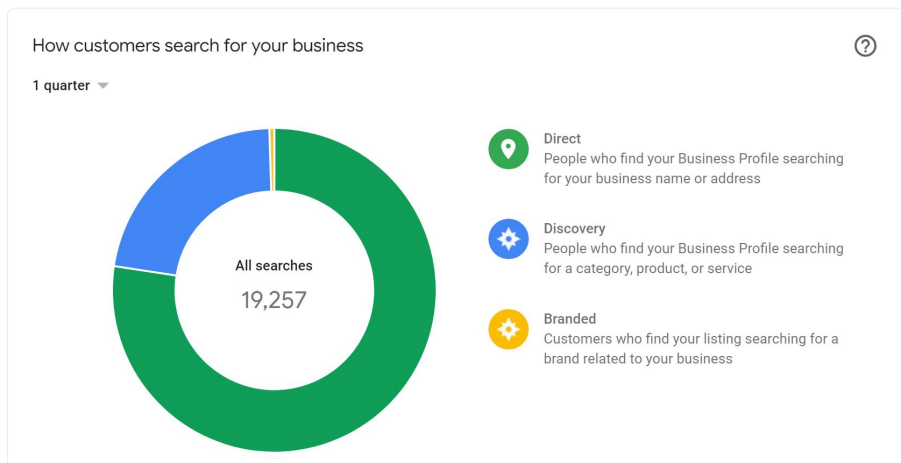 How customers search for your business
?
1 quarter
All searches
19,257
Direct
People who find your Business Profile searching
for your business name or address
Discovery
People who find your Business Profile searching
for a category, product, or service
Branded
Customers who find your listing searching for a
brand related to your business